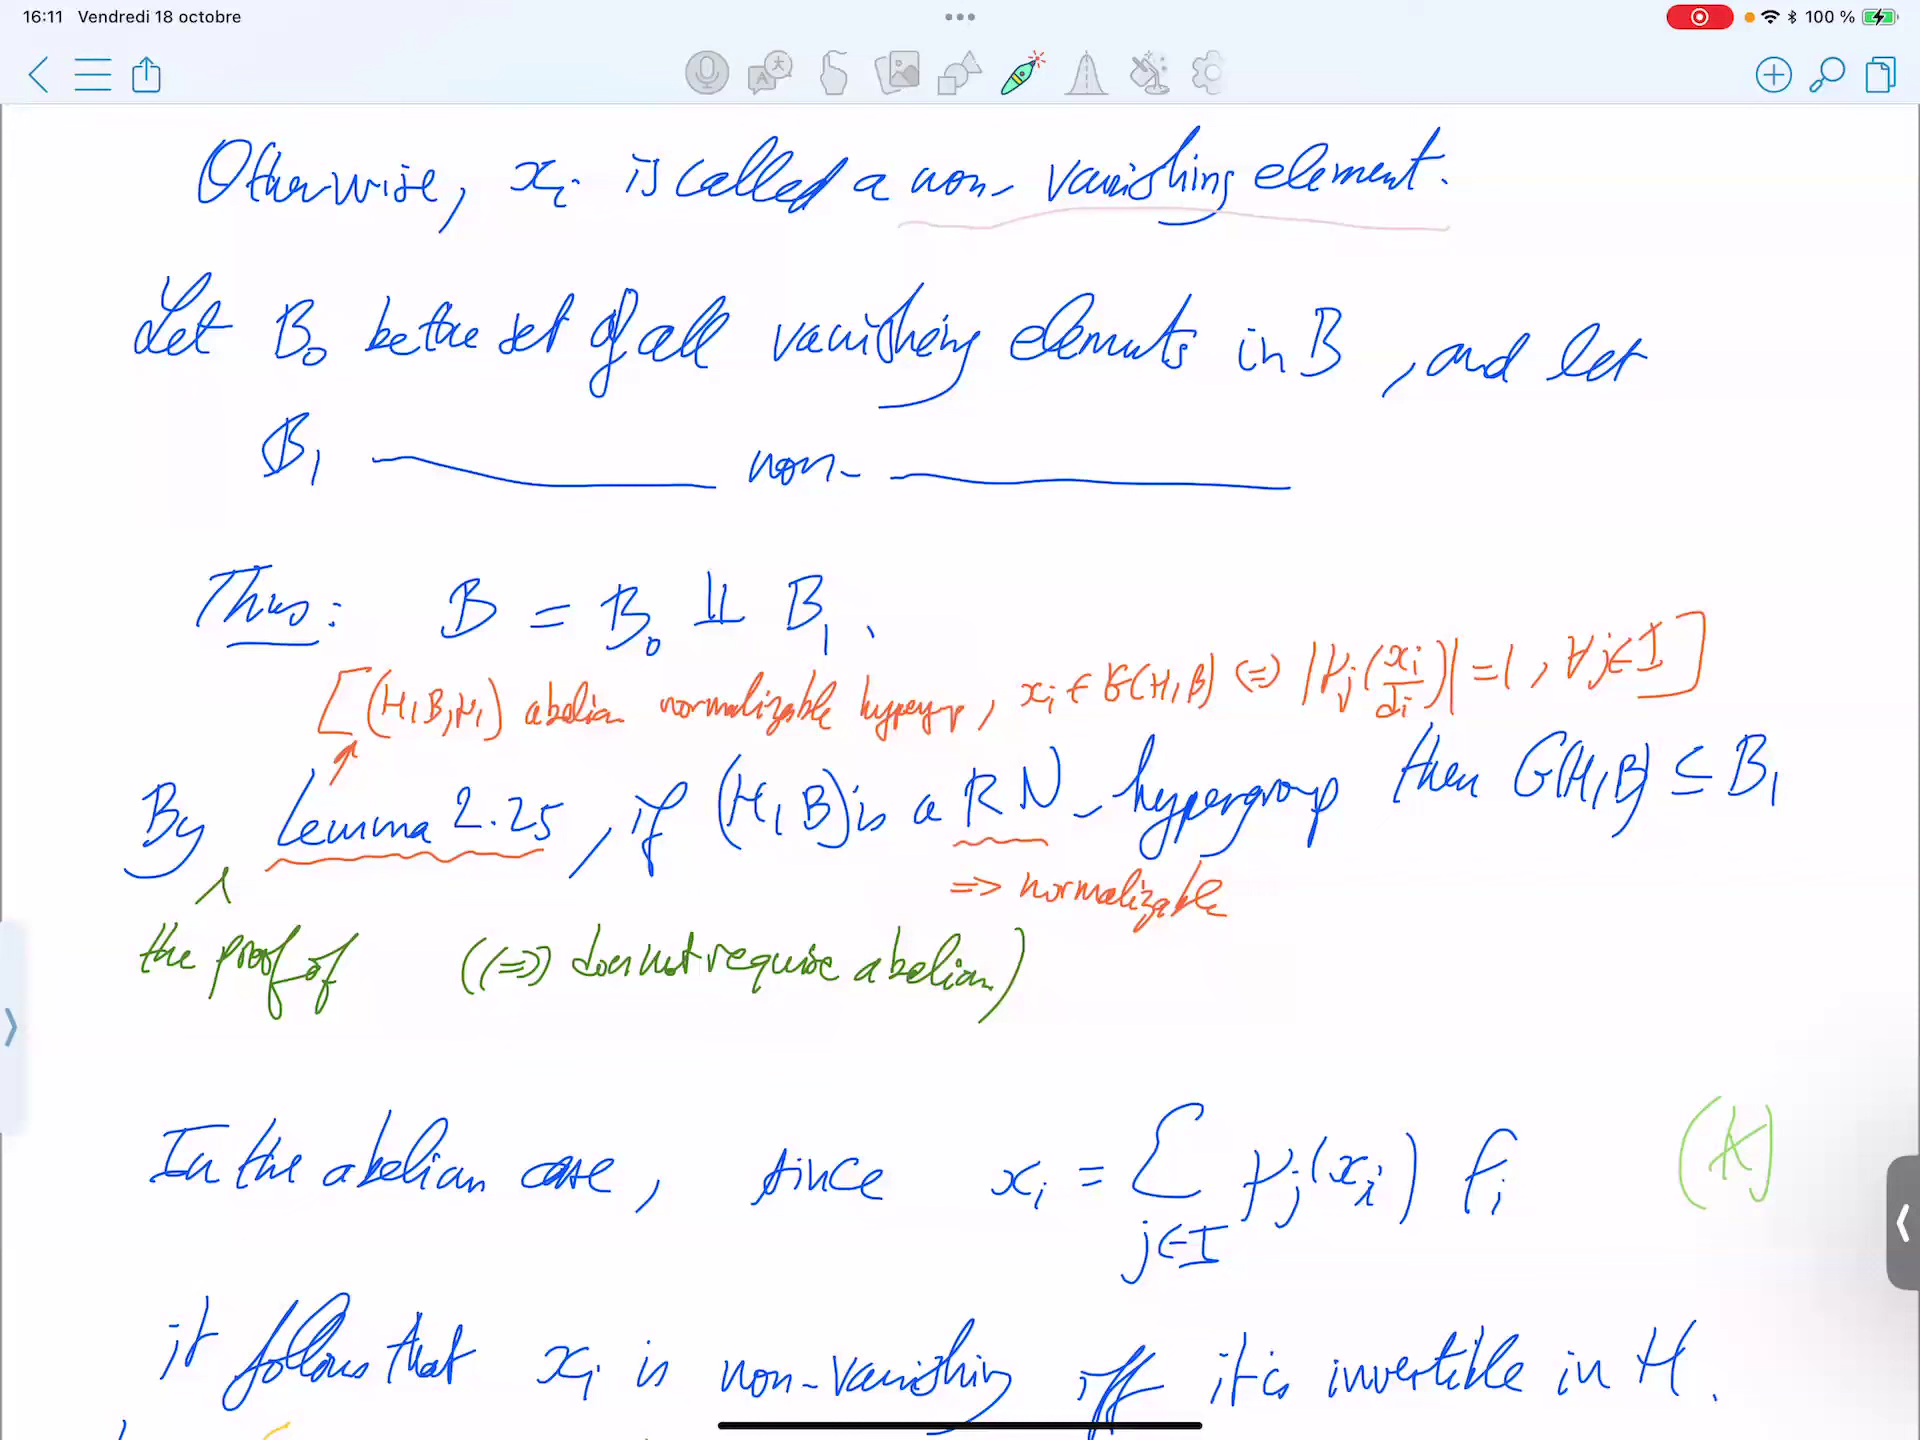 16:11 Vendredi 18 octobre
100 %
Otherwise, xᵢ is called a non-vanishing element.
Let B₀ be the set of all vanishing elements in B, and let
B₁ ——— non- ———
Thus: B = B₀ ⊔ B₁.
[(H,B,μ₁) abelian normalizable hypergrp, xᵢ ∈ G(H,B) ⇔ |μⱼ(xᵢ/dᵢ)| = 1, ∀j∈I]
By Lemma 2.25, if (H,B) is a RN-hypergroup then G(H,B) ⊆ B₁
⇒ normalizable
the proof of ((⇒) does not require abelian)
In the abelian case, since xᵢ = Σ_{j∈I} μⱼ(xᵢ) fⱼ (A)
it follows that xᵢ is non-vanishing iff it is invertible in H.